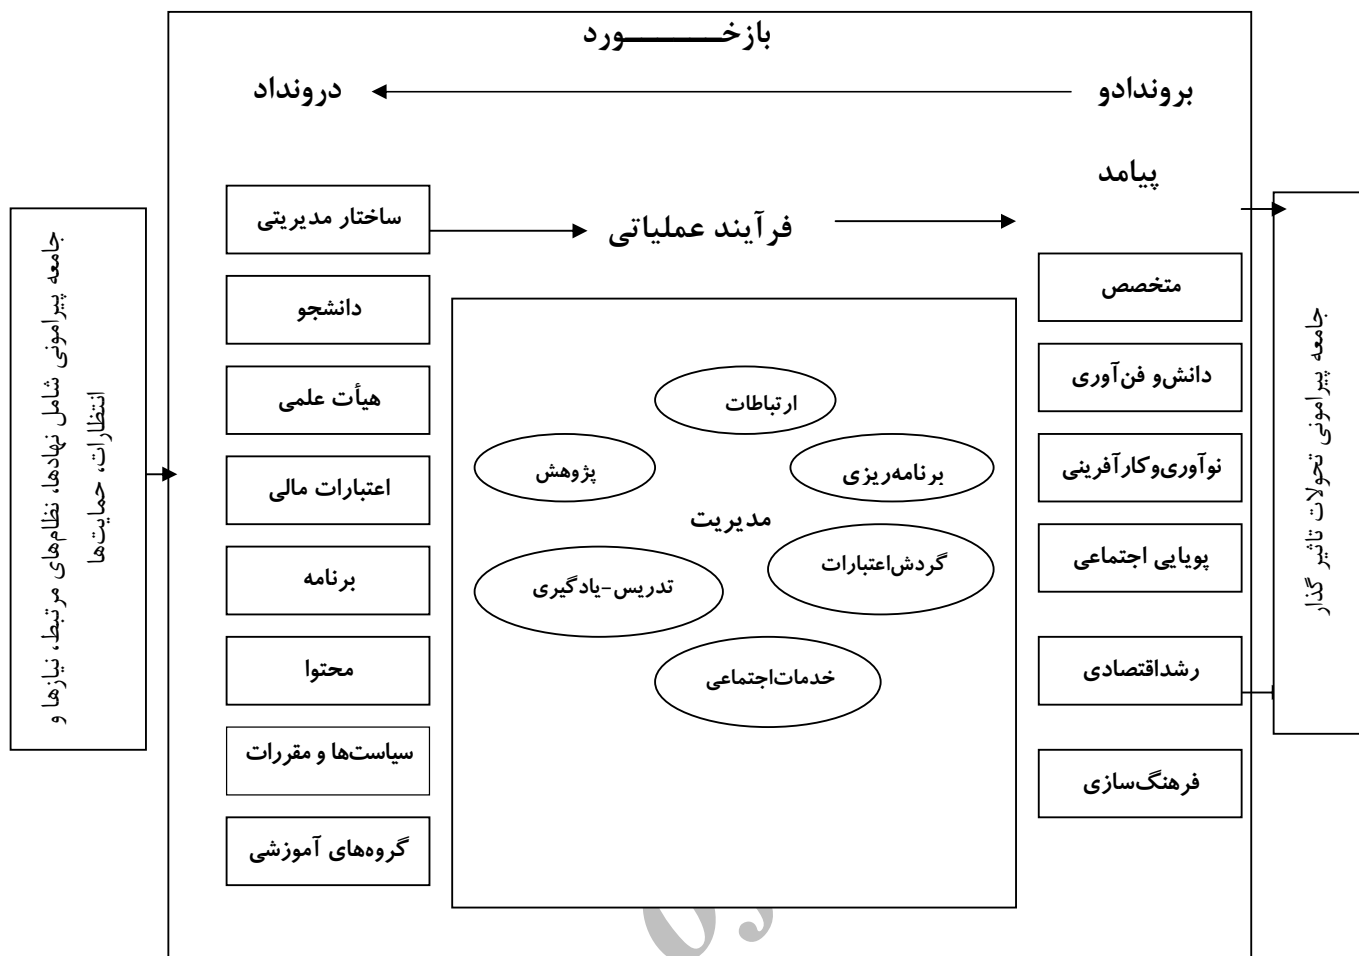 بازخـــــــورد
بروندادو
درونداد
پیامد
فرآیند عملیاتی
جامعه پیرامونی شامل نهادها، نظام‌های مرتبط، نیازها و
انتظارات، حمایت‌ها
ساختار مدیریتی
دانشجو
هیأت علمی
اعتبارات مالی
برنامه
محتوا
سیاست‌ها و مقررات
گروه‌های آموزشی
ارتباطات
پژوهش
برنامه‌ریزی
مدیریت
گردش‌اعتبارات
تدریس-یادگیری
خدمات‌اجتماعی
متخصص
دانش‌و فن‌آوری
نوآوری‌وکارآفرینی
پویایی اجتماعی
رشداقتصادی
فرهنگ‌سازی
جامعه پیرامونی تحولات تاثیر گذار